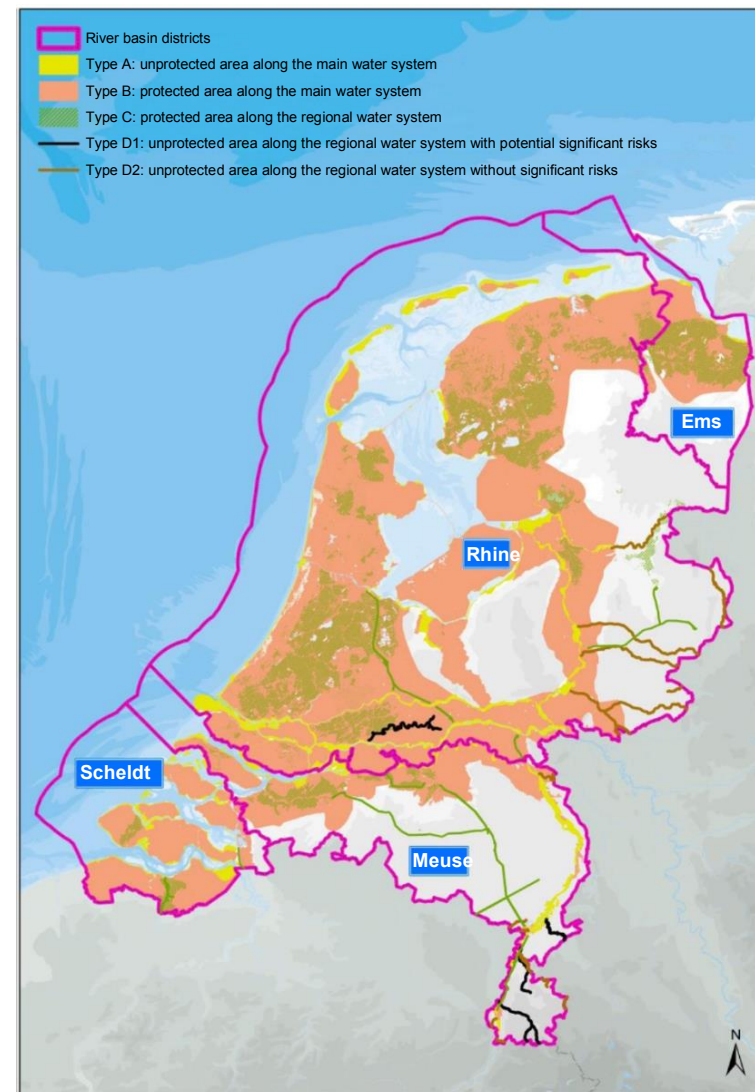 River basin districts
Type A: unprotected area along the main water system
Type B: protected area along the main water system
Type C: protected area along the regional water system
Type D1: unprotected area along the regional water system with potential significant risks
Type D2: unprotected area along the regional water system without significant risks
Ems
Rhine
Scheldt
Meuse
N